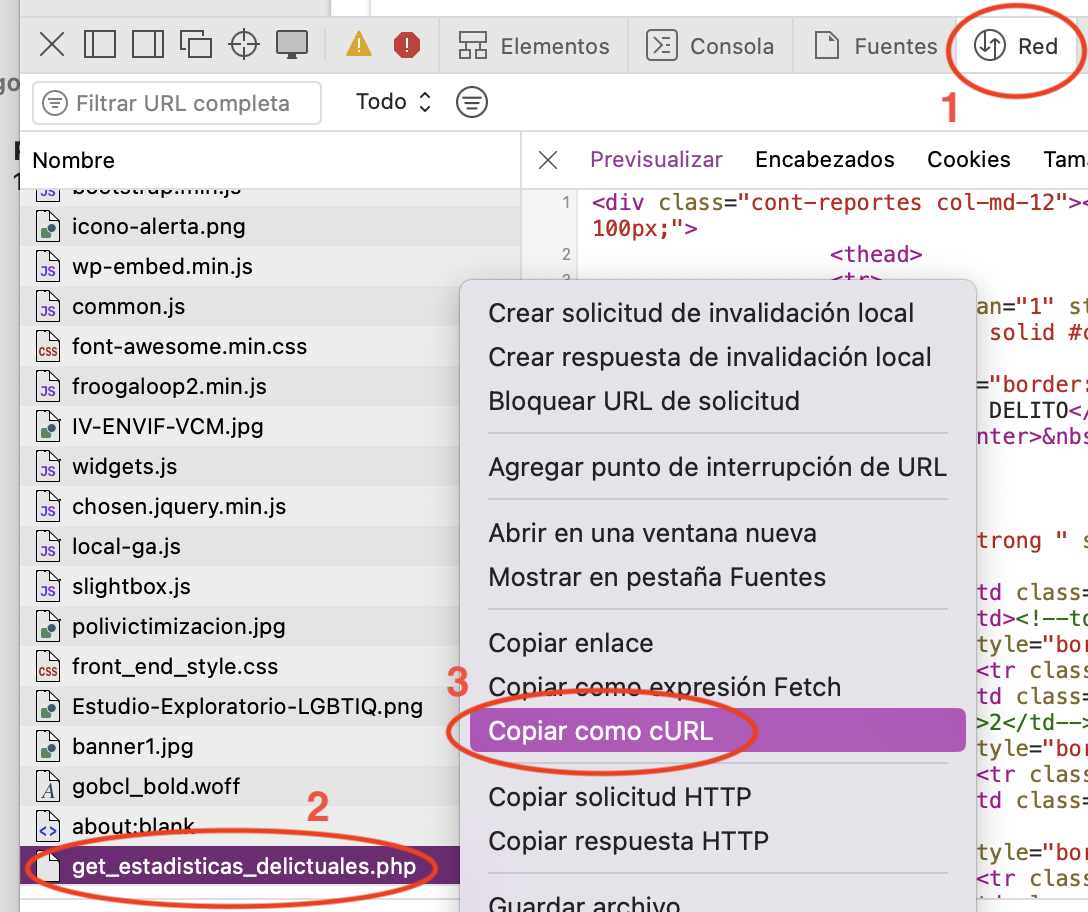 Elementos
Consola
Fuentes
Red
1
Filtrar URL completa
Todo
Nombre
Previsualizar
Encabezados
Cookies
bootstrap.min.js
icono-alerta.png
wp-embed.min.js
common.js
font-awesome.min.css
froogaloop2.min.js
IV-ENVIF-VCM.jpg
widgets.js
chosen.jquery.min.js
local-ga.js
slightbox.js
polivictimizacion.jpg
front_end_style.css
Estudio-Exploratorio-LGBTIQ.png
banner1.jpg
gobcl_bold.woff
about:blank
2
get_estadisticas_delictuales.php
1 <div class="cont-reportes col-md-12"><
100px;">
2 <thead>
3 <tr>
an="1" st
solid #c
="border:
DELITO</
nter>&nbs
trong " s
td class=
td><!--td
tyle="bor
<tr class
td class=
>2</td-->
tyle="bor
<tr class
td class=
tyle="bor
<tr class
Crear solicitud de invalidación local
Crear respuesta de invalidación local
Bloquear URL de solicitud
Agregar punto de interrupción de URL
Abrir en una ventana nueva
Mostrar en pestaña Fuentes
Copiar enlace
3
Copiar como expresión Fetch
Copiar como cURL
Copiar solicitud HTTP
Copiar respuesta HTTP
Guardar archivo